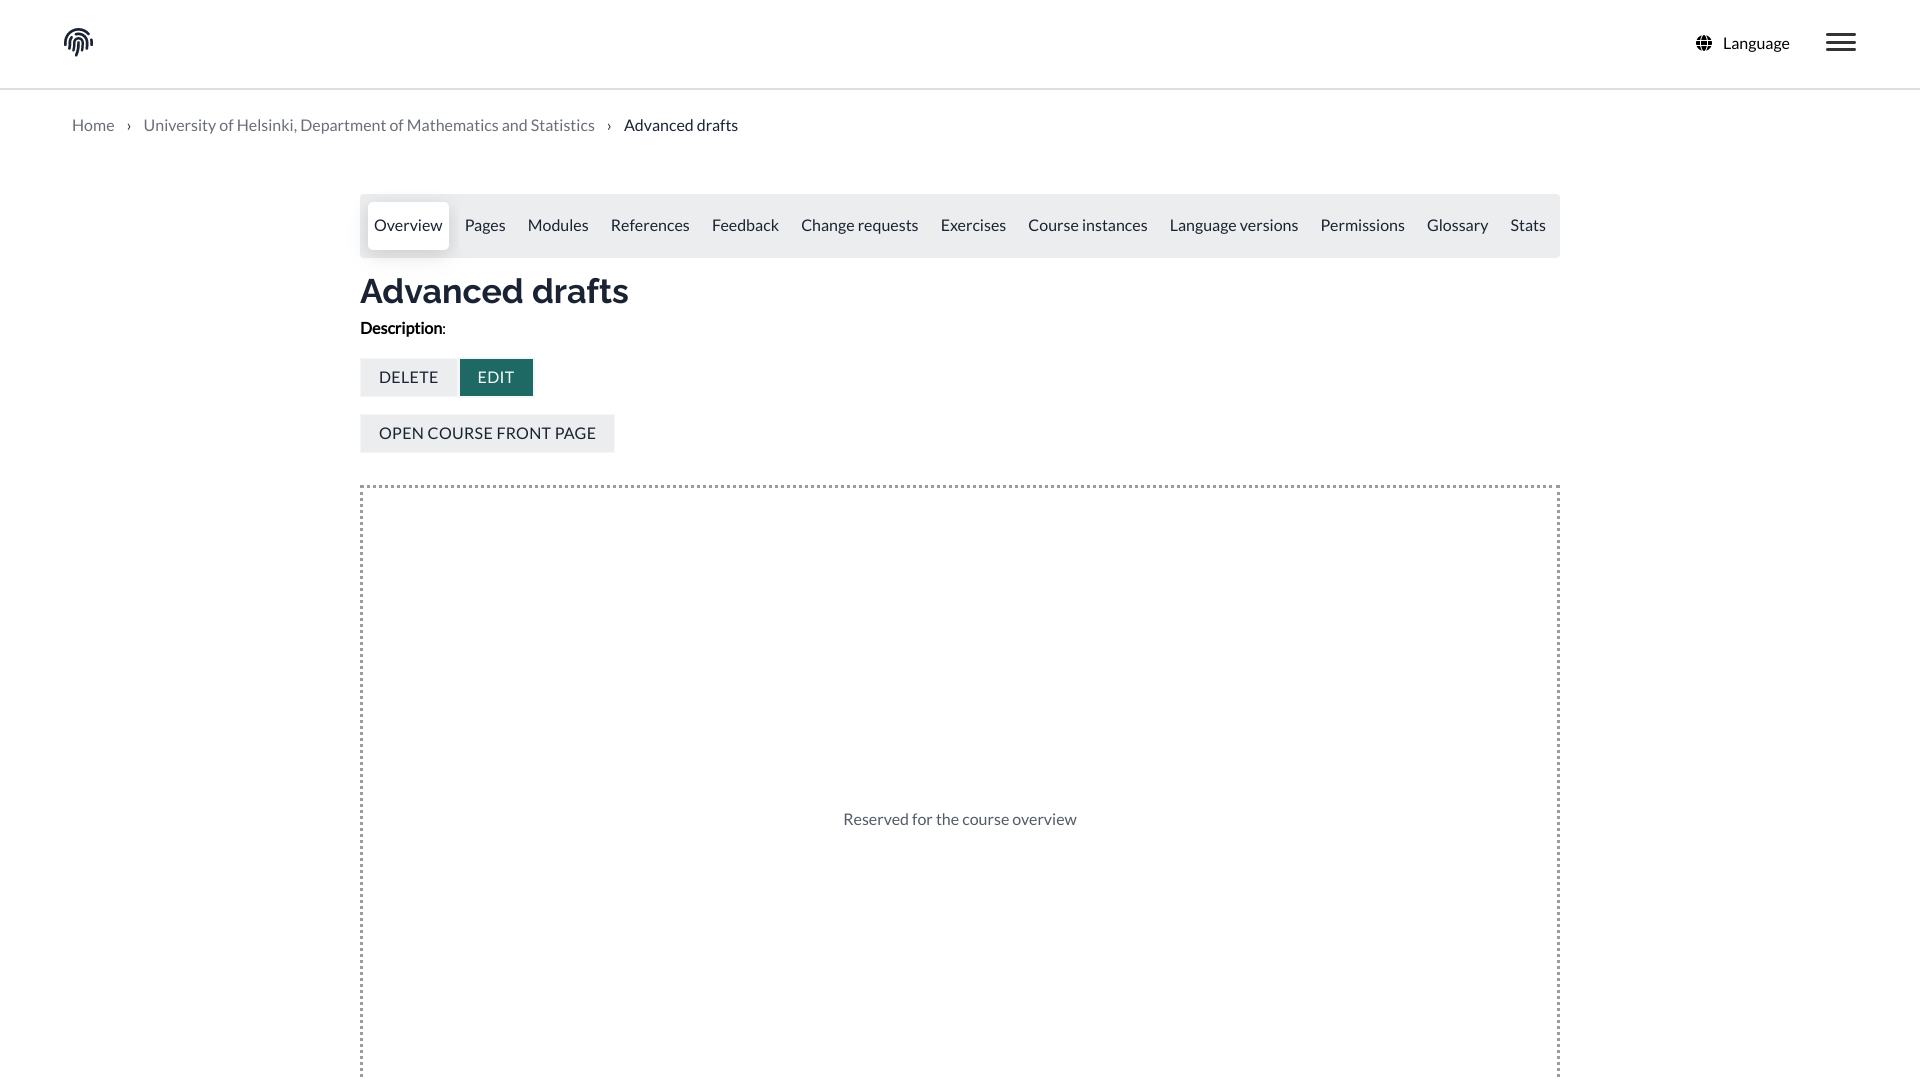 Language
Home › University of Helsinki, Department of Mathematics and Statistics › Advanced drafts
Overview Pages Modules References Feedback Change requests Exercises Course instances Language versions Permissions Glossary Stats
Advanced drafts
Description:
DELETE EDIT
OPEN COURSE FRONT PAGE
Reserved for the course overview